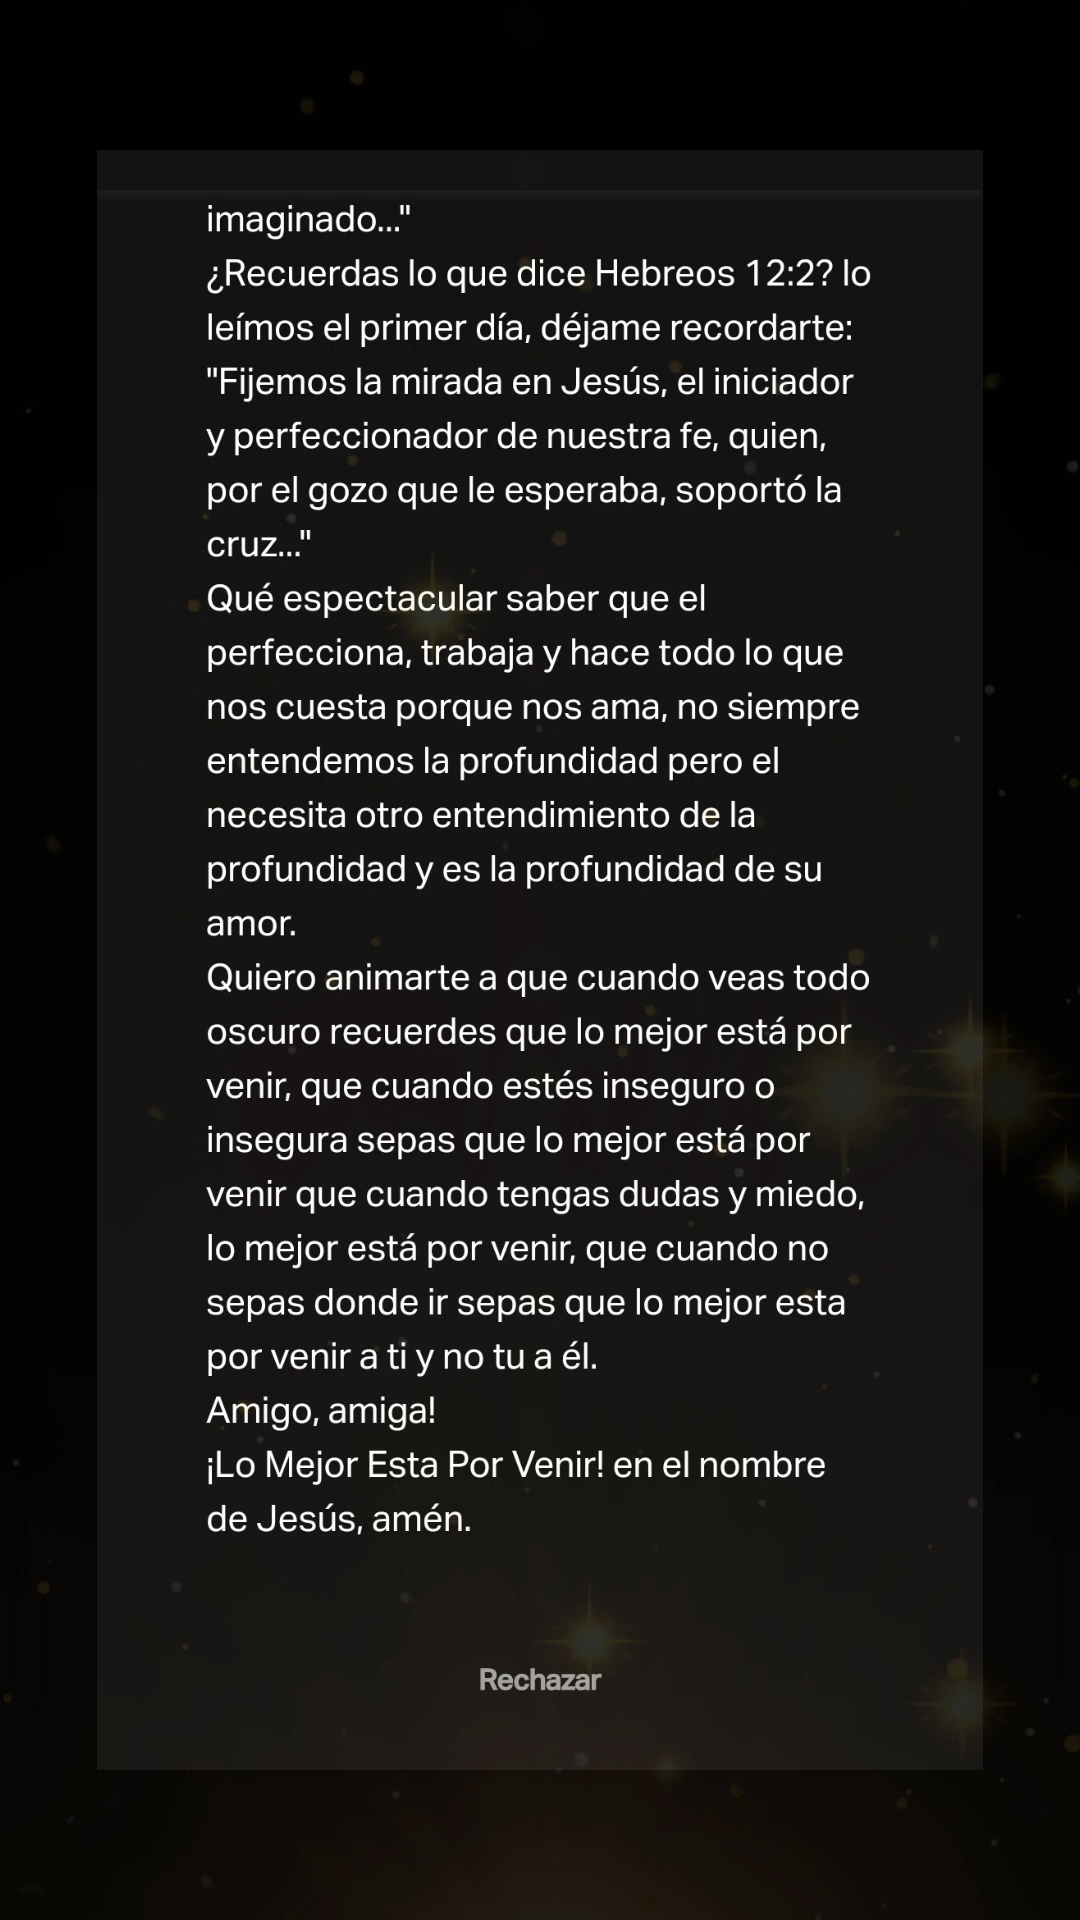 imaginado..."
¿Recuerdas lo que dice Hebreos 12:2? lo
leímos el primer día, déjame recordarte:
"Fijemos la mirada en Jesús, el iniciador
y perfeccionador de nuestra fe, quien,
por el gozo que le esperaba, soportó la
cruz..."
Qué espectacular saber que el
perfecciona, trabaja y hace todo lo que
nos cuesta porque nos ama, no siempre
entendemos la profundidad pero el
necesita otro entendimiento de la
profundidad y es la profundidad de su
amor.
Quiero animarte a que cuando veas todo
oscuro recuerdes que lo mejor está por
venir, que cuando estés inseguro o
insegura sepas que lo mejor está por
venir que cuando tengas dudas y miedo,
lo mejor está por venir, que cuando no
sepas donde ir sepas que lo mejor esta
por venir a ti y no tu a él.
Amigo, amiga!
¡Lo Mejor Esta Por Venir! en el nombre
de Jesús, amén.
Rechazar